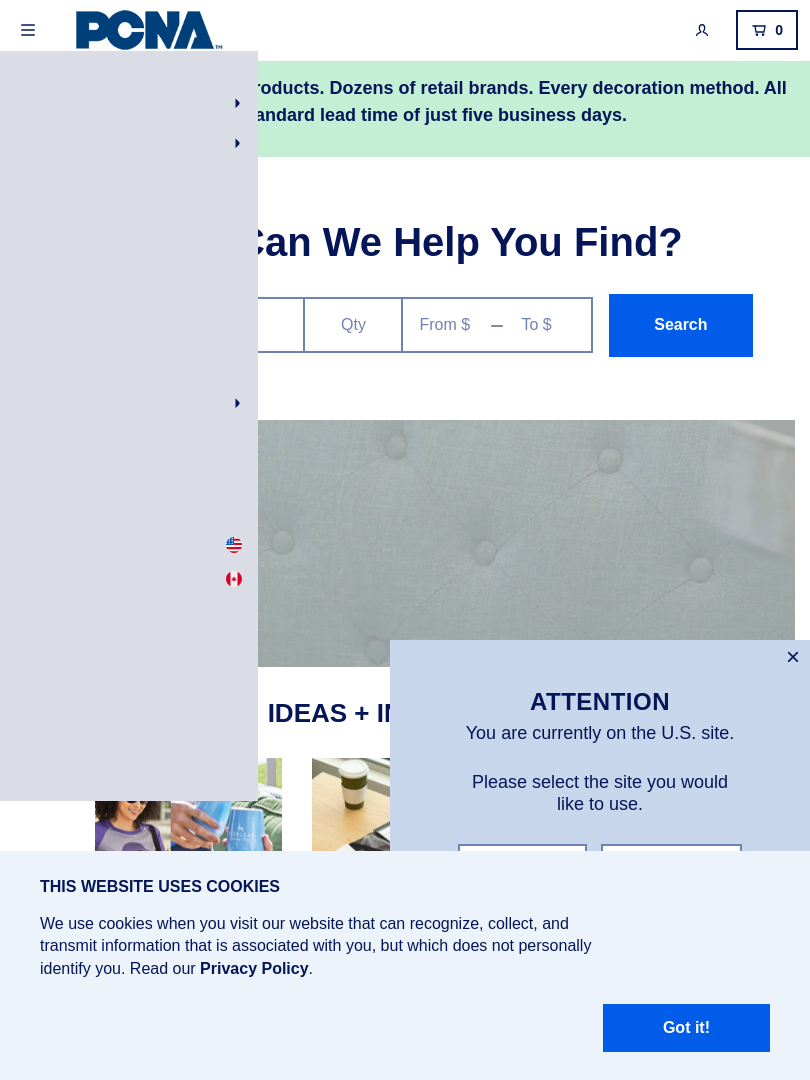 PCNA™
0
roducts. Dozens of retail brands. Every decoration method. All
andard lead time of just five business days.
Can We Help You Find?
Qty
From $
To $
Search
IDEAS + IN
ATTENTION
You are currently on the U.S. site.
Please select the site you would
like to use.
THIS WEBSITE USES COOKIES
We use cookies when you visit our website that can recognize, collect, and
transmit information that is associated with you, but which does not personally
identify you. Read our Privacy Policy.
Got it!